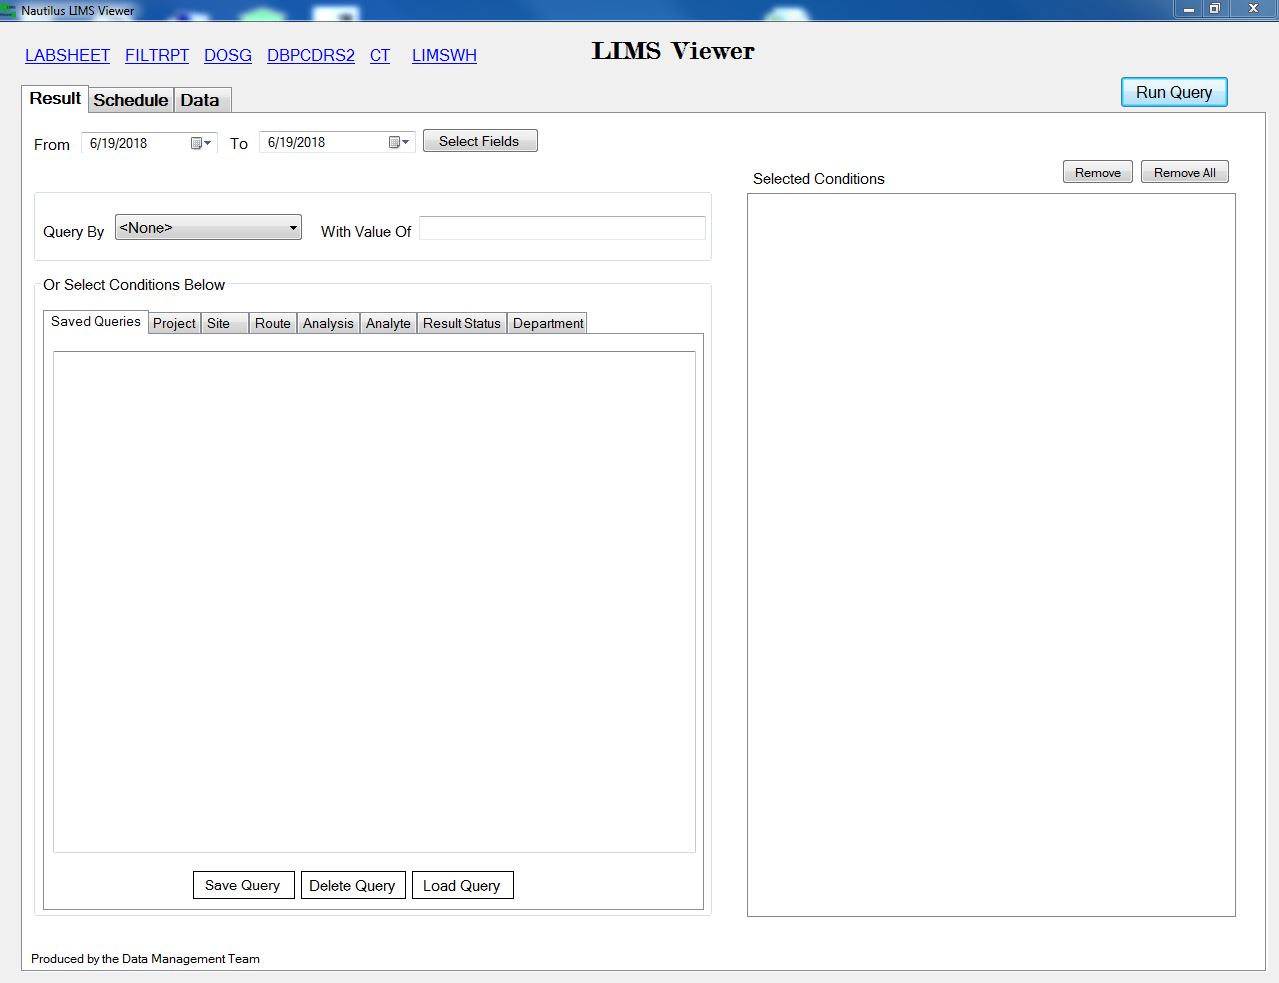 Nautilus LIMS Viewer
LABSHEET FILTRPT DOSG DBPCDRS2 CT LIMSWH
LIMS Viewer
Run Query
Result Schedule Data
From 6/19/2018 To 6/19/2018 Select Fields
Selected Conditions Remove Remove All
Query By <None> With Value Of
Or Select Conditions Below
Saved Queries Project Site Route Analysis Analyte Result Status Department
Save Query Delete Query Load Query
Produced by the Data Management Team